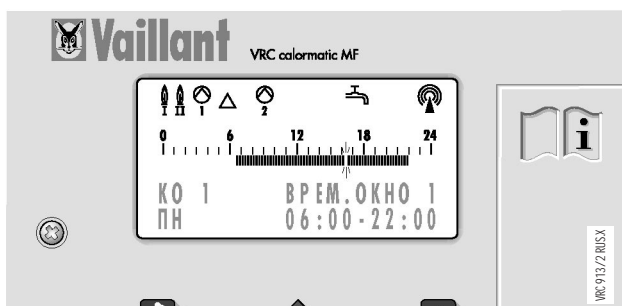 Vaillant
VRC calormatic MF
I II 1 2
0 6 12 18 24
КО 1 ВРЕМ.ОКНО 1
ПН 06:00-22:00
i
VRC 913/2 RUS.X